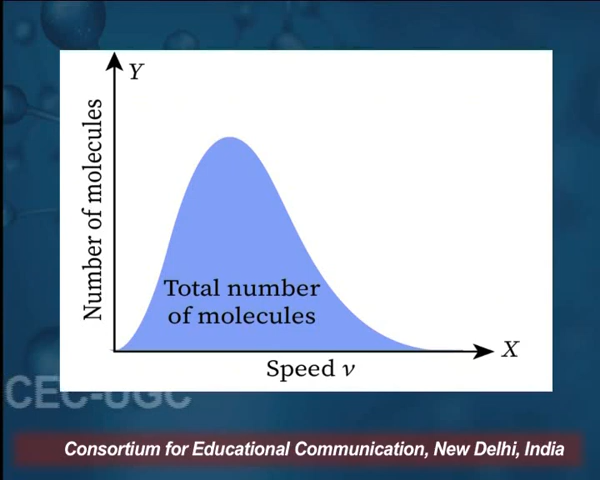 Y
Number of molecules
Total number
of molecules
X
Speed v
CEC-UGC
Consortium for Educational Communication, New Delhi, India